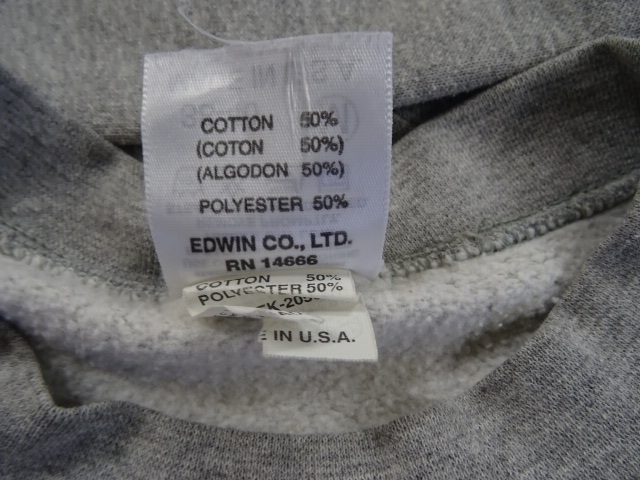 COTTON 50%
(COTON 50%)
(ALGODON 50%)
POLYESTER 50%
EDWIN CO., LTD.
RN 14666
COTTON 50%
POLYESTER 50%
E IN U.S.A.